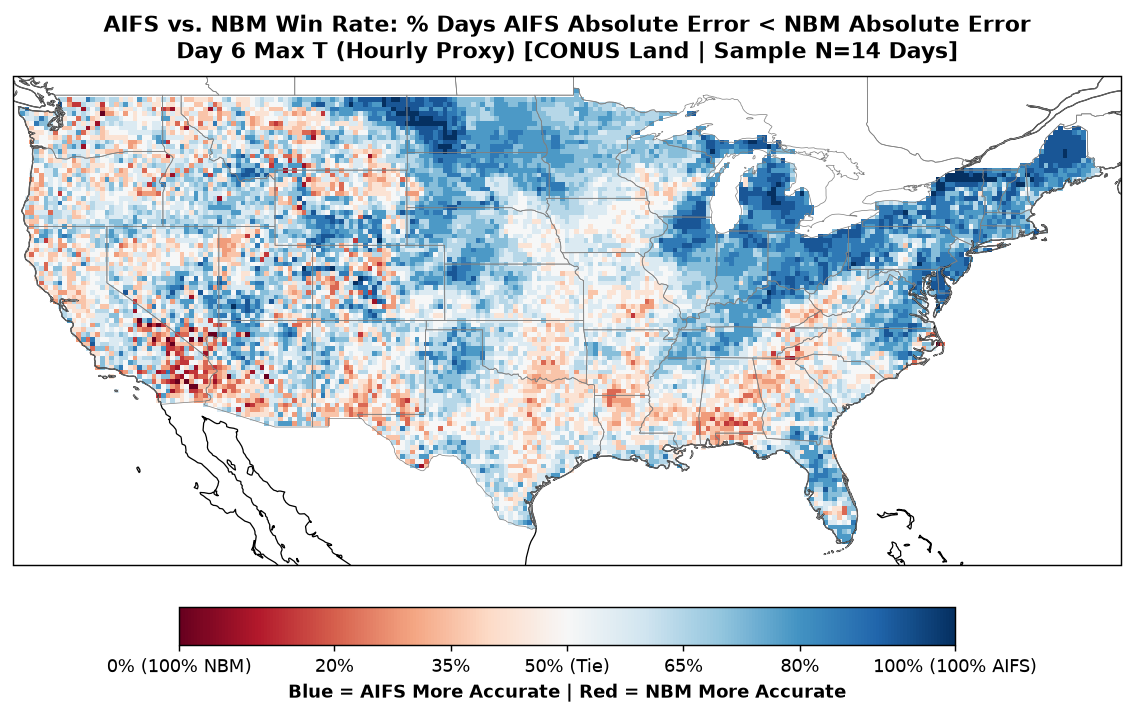 AIFS vs. NBM Win Rate: % Days AIFS Absolute Error < NBM Absolute Error
Day 6 Max T (Hourly Proxy) [CONUS Land | Sample N=14 Days]
0% (100% NBM) 20% 35% 50% (Tie) 65% 80% 100% (100% AIFS)
Blue = AIFS More Accurate | Red = NBM More Accurate